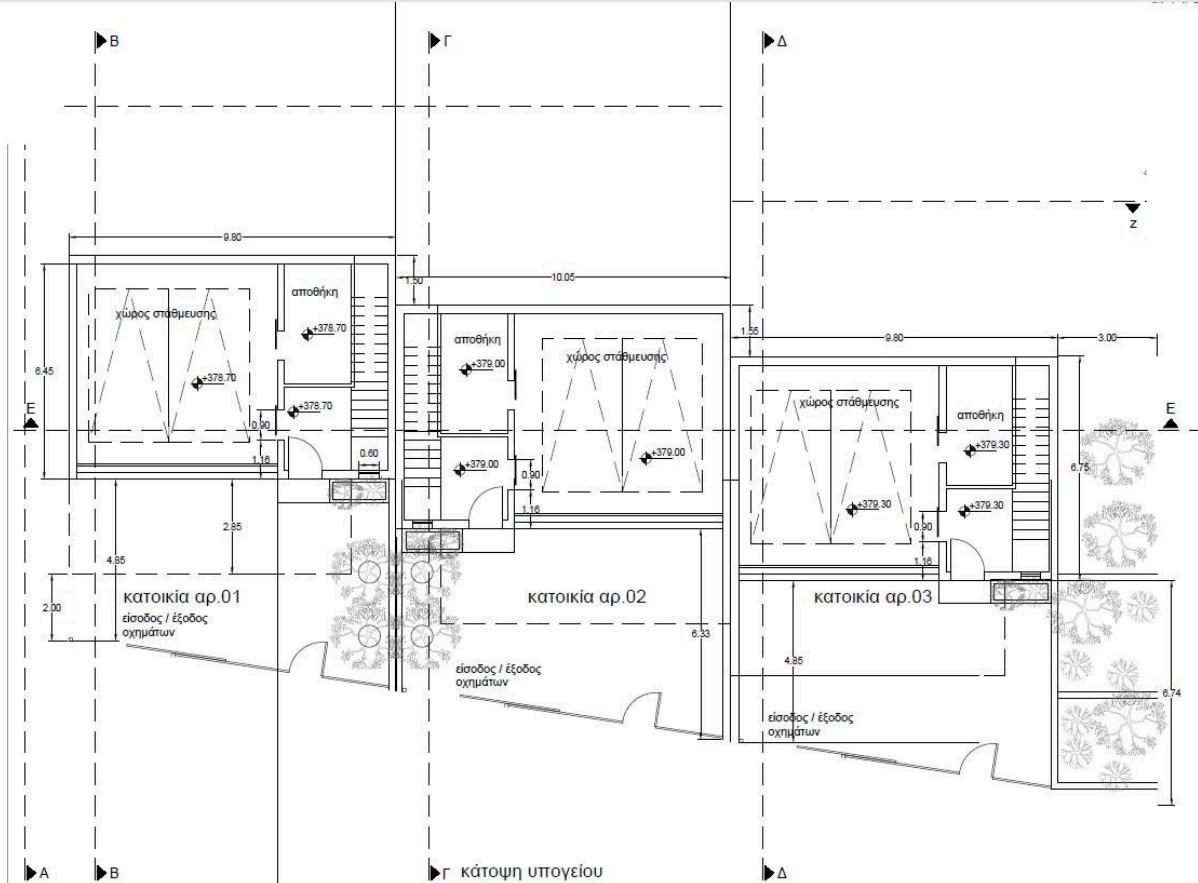 B
Γ
Δ
z
9.80
10.05
1.50
1.55
9.80
3.00
αποθήκη
χώρος στάθμευσης
+378.70
+378.70
+378.70
6.45
0.90
1.16
0.60
E
αποθήκη
χώρος στάθμευσης
+379.00
+379.00
+379.00
0.90
1.16
χώρος στάθμευσης
αποθήκη
+379.30
+379.30
+379.30
0.90
1.16
E
6.75
2.85
4.85
2.00
κατοικία αρ.01
είσοδος / έξοδος
οχημάτων
κατοικία αρ.02
6.33
είσοδος / έξοδος
οχημάτων
κατοικία αρ.03
4.85
είσοδος / έξοδος
οχημάτων
6.74
A
B
Γ
κάτοψη υπογείου
Δ